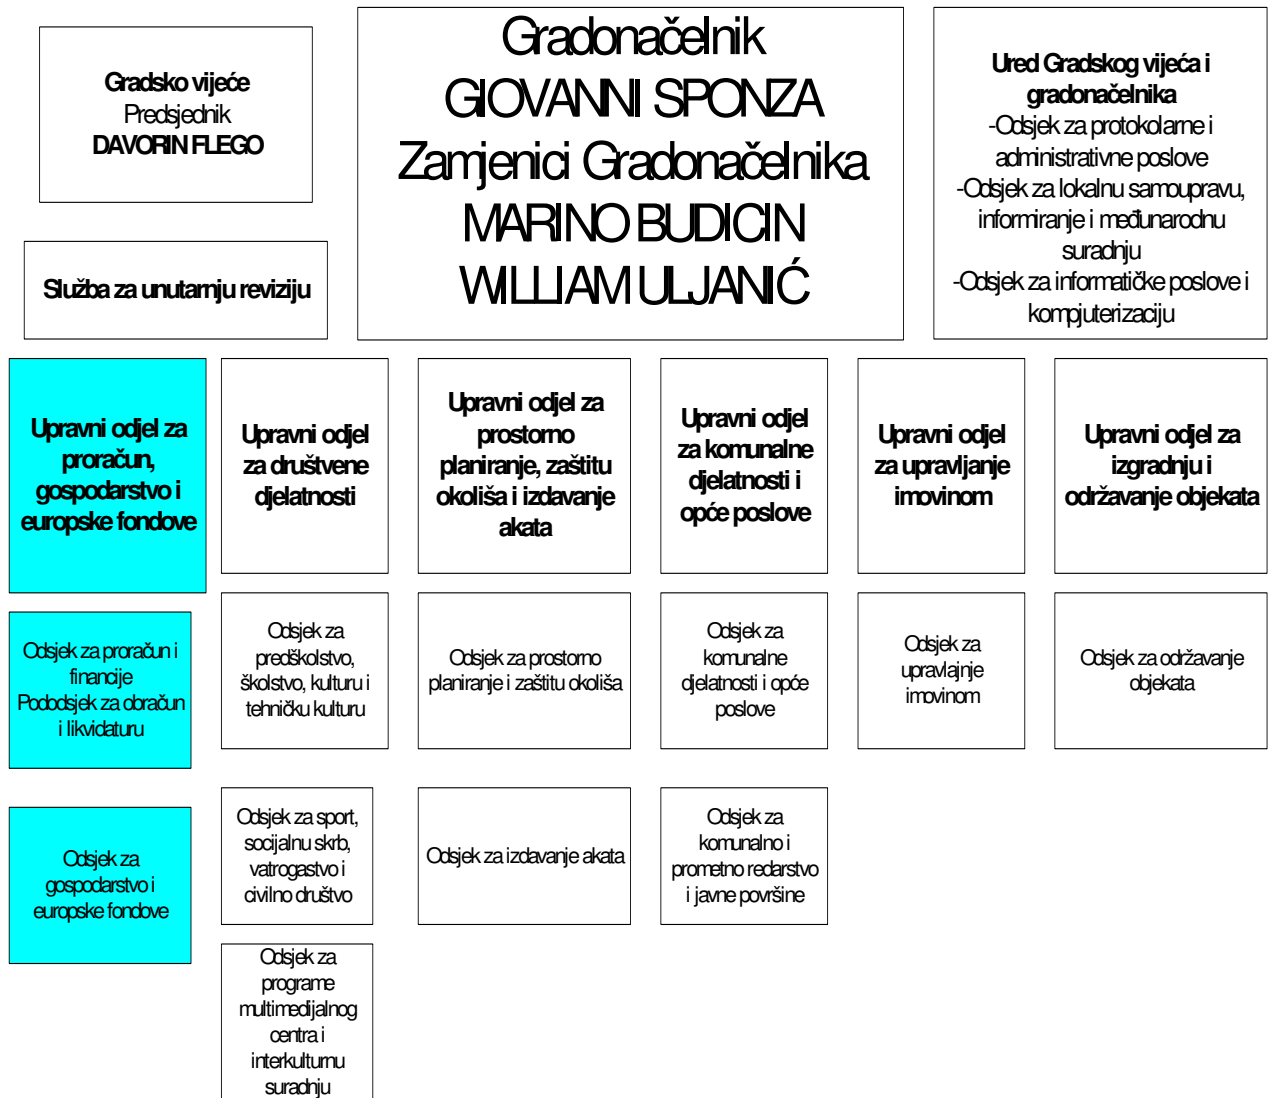 Gradsko vijeće
Predsjednik
DAVORIN FLEGO
Služba za unutarnju reviziju
Gradonačelnik
GIOVANNI SPONZA
Zamjenici Gradonačelnika
MARINO BUDICIN
WILLIAM ULJANIĆ
Ured Gradskog vijeća i
gradonačelnika
-Odsjek za protokolarne i
administrativne poslove
-Odsjek za lokalnu samoupravu,
informiranje i međunarodnu
suradnju
-Odsjek za informatičke poslove i
kompjuterizaciju
Upravni odjel za
proračun,
gospodarstvo i
europske fondove
Upravni odjel
za društvene
djelatnosti
Upravni odjel za
prostorno
planiranje, zaštitu
okoliša i izdavanje
akata
Upravni odjel
za komunalne
djelatnosti i
opće poslove
Upravni odjel
za upravljanje
imovinom
Upravni odjel za
izgradnju i
održavanje objekata
Odsjek za proračun i
financije
Pododsjek za obračun
i likvidaturu
Odsjek za
predškolstvo,
školstvo, kulturu i
tehničku kulturu
Odsjek za prostorno
planiranje i zaštitu okoliša
Odsjek za
komunalne
djelatnosti i opće
poslove
Odsjek za
upravlajnje
imovinom
Odsjek za održavanje
objekata
Odsjek za
gospodarstvo i
europske fondove
Odsjek za sport,
socijalnu skrb,
vatrogastvo i
civilno društvo
Odsjek za izdavanje akata
Odsjek za
komunalno i
prometno redarstvo
i javne površine
Odsjek za
programe
multimedijalnog
centra i
interkulturnu
suradnju